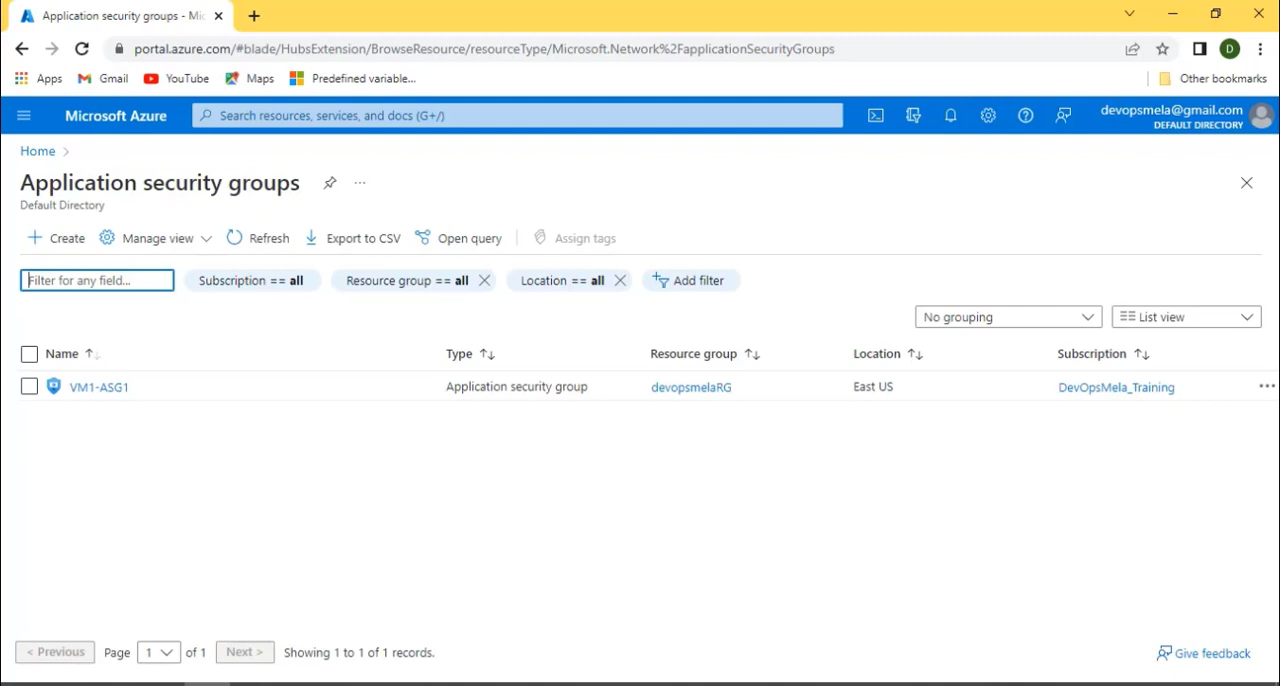 Application security groups - Mic
portal.azure.com/#blade/HubsExtension/BrowseResource/resourceType/Microsoft.Network%2FapplicationSecurityGroups
D
Apps Gmail YouTube Maps Predefined variable... Other bookmarks
Microsoft Azure Search resources, services, and docs (G+/) devopsmela@gmail.com
DEFAULT DIRECTORY
Home >
Application security groups ...
Default Directory
Create Manage view Refresh Export to CSV Open query Assign tags
Filter for any field... Subscription == all Resource group == all Location == all Add filter
No grouping List view
Name Type Resource group Location Subscription
VM1-ASG1 Application security group devopsmelaRG East US DevOpsMela_Training ...
< Previous Page 1 of 1 Next > Showing 1 to 1 of 1 records. Give feedback